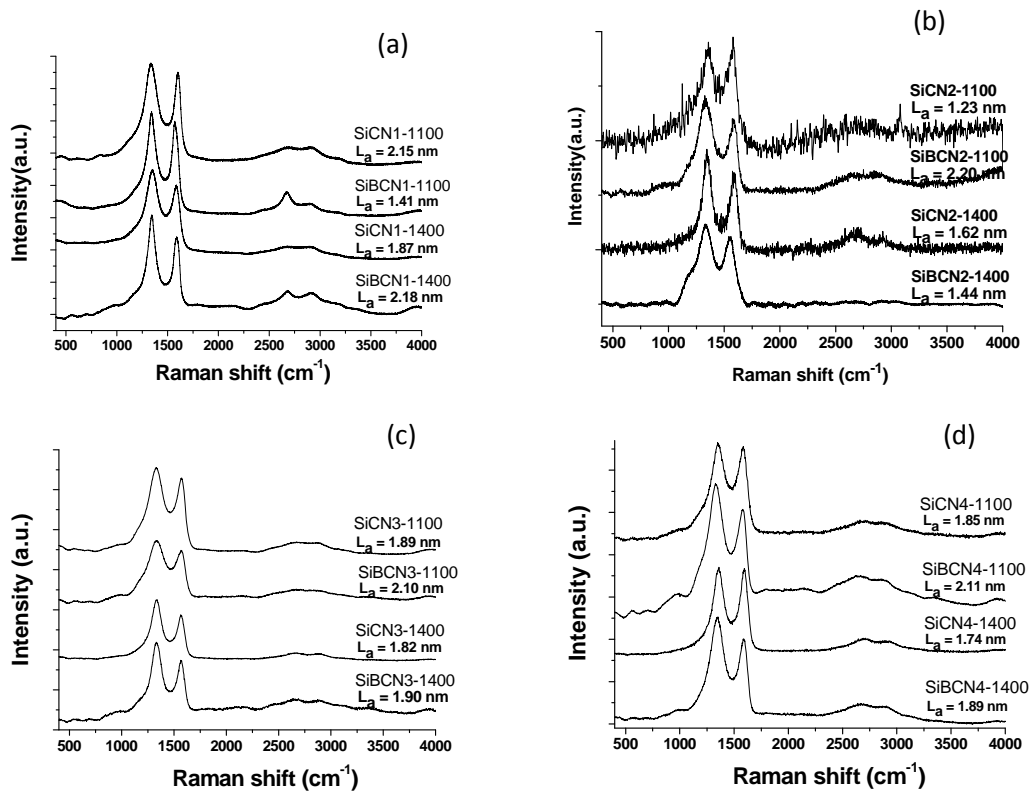 (a)
Intensity(a.u.)
SiCN1-1100
La = 2.15 nm
SiBCN1-1100
La = 1.41 nm
SiCN1-1400
La = 1.87 nm
SiBCN1-1400
La = 2.18 nm
500 1000 1500 2000 2500 3000 3500 4000
Raman shift (cm-1)
(b)
Intensity (a.u.)
SiCN2-1100
La = 1.23 nm
SiBCN2-1100
La = 2.20 nm
SiCN2-1400
La = 1.62 nm
SiBCN2-1400
La = 1.44 nm
500 1000 1500 2000 2500 3000 3500 4000
Raman shift (cm-1)
(c)
Intensity (a.u.)
SiCN3-1100
La = 1.89 nm
SiBCN3-1100
La = 2.10 nm
SiCN3-1400
La = 1.82 nm
SiBCN3-1400
La = 1.90 nm
500 1000 1500 2000 2500 3000 3500 4000
Raman shift (cm-1)
(d)
Intensity (a.u.)
SiCN4-1100
La = 1.85 nm
SiBCN4-1100
La = 2.11 nm
SiCN4-1400
La = 1.74 nm
SiBCN4-1400
La = 1.89 nm
500 1000 1500 2000 2500 3000 3500 4000
Raman shift (cm-1)